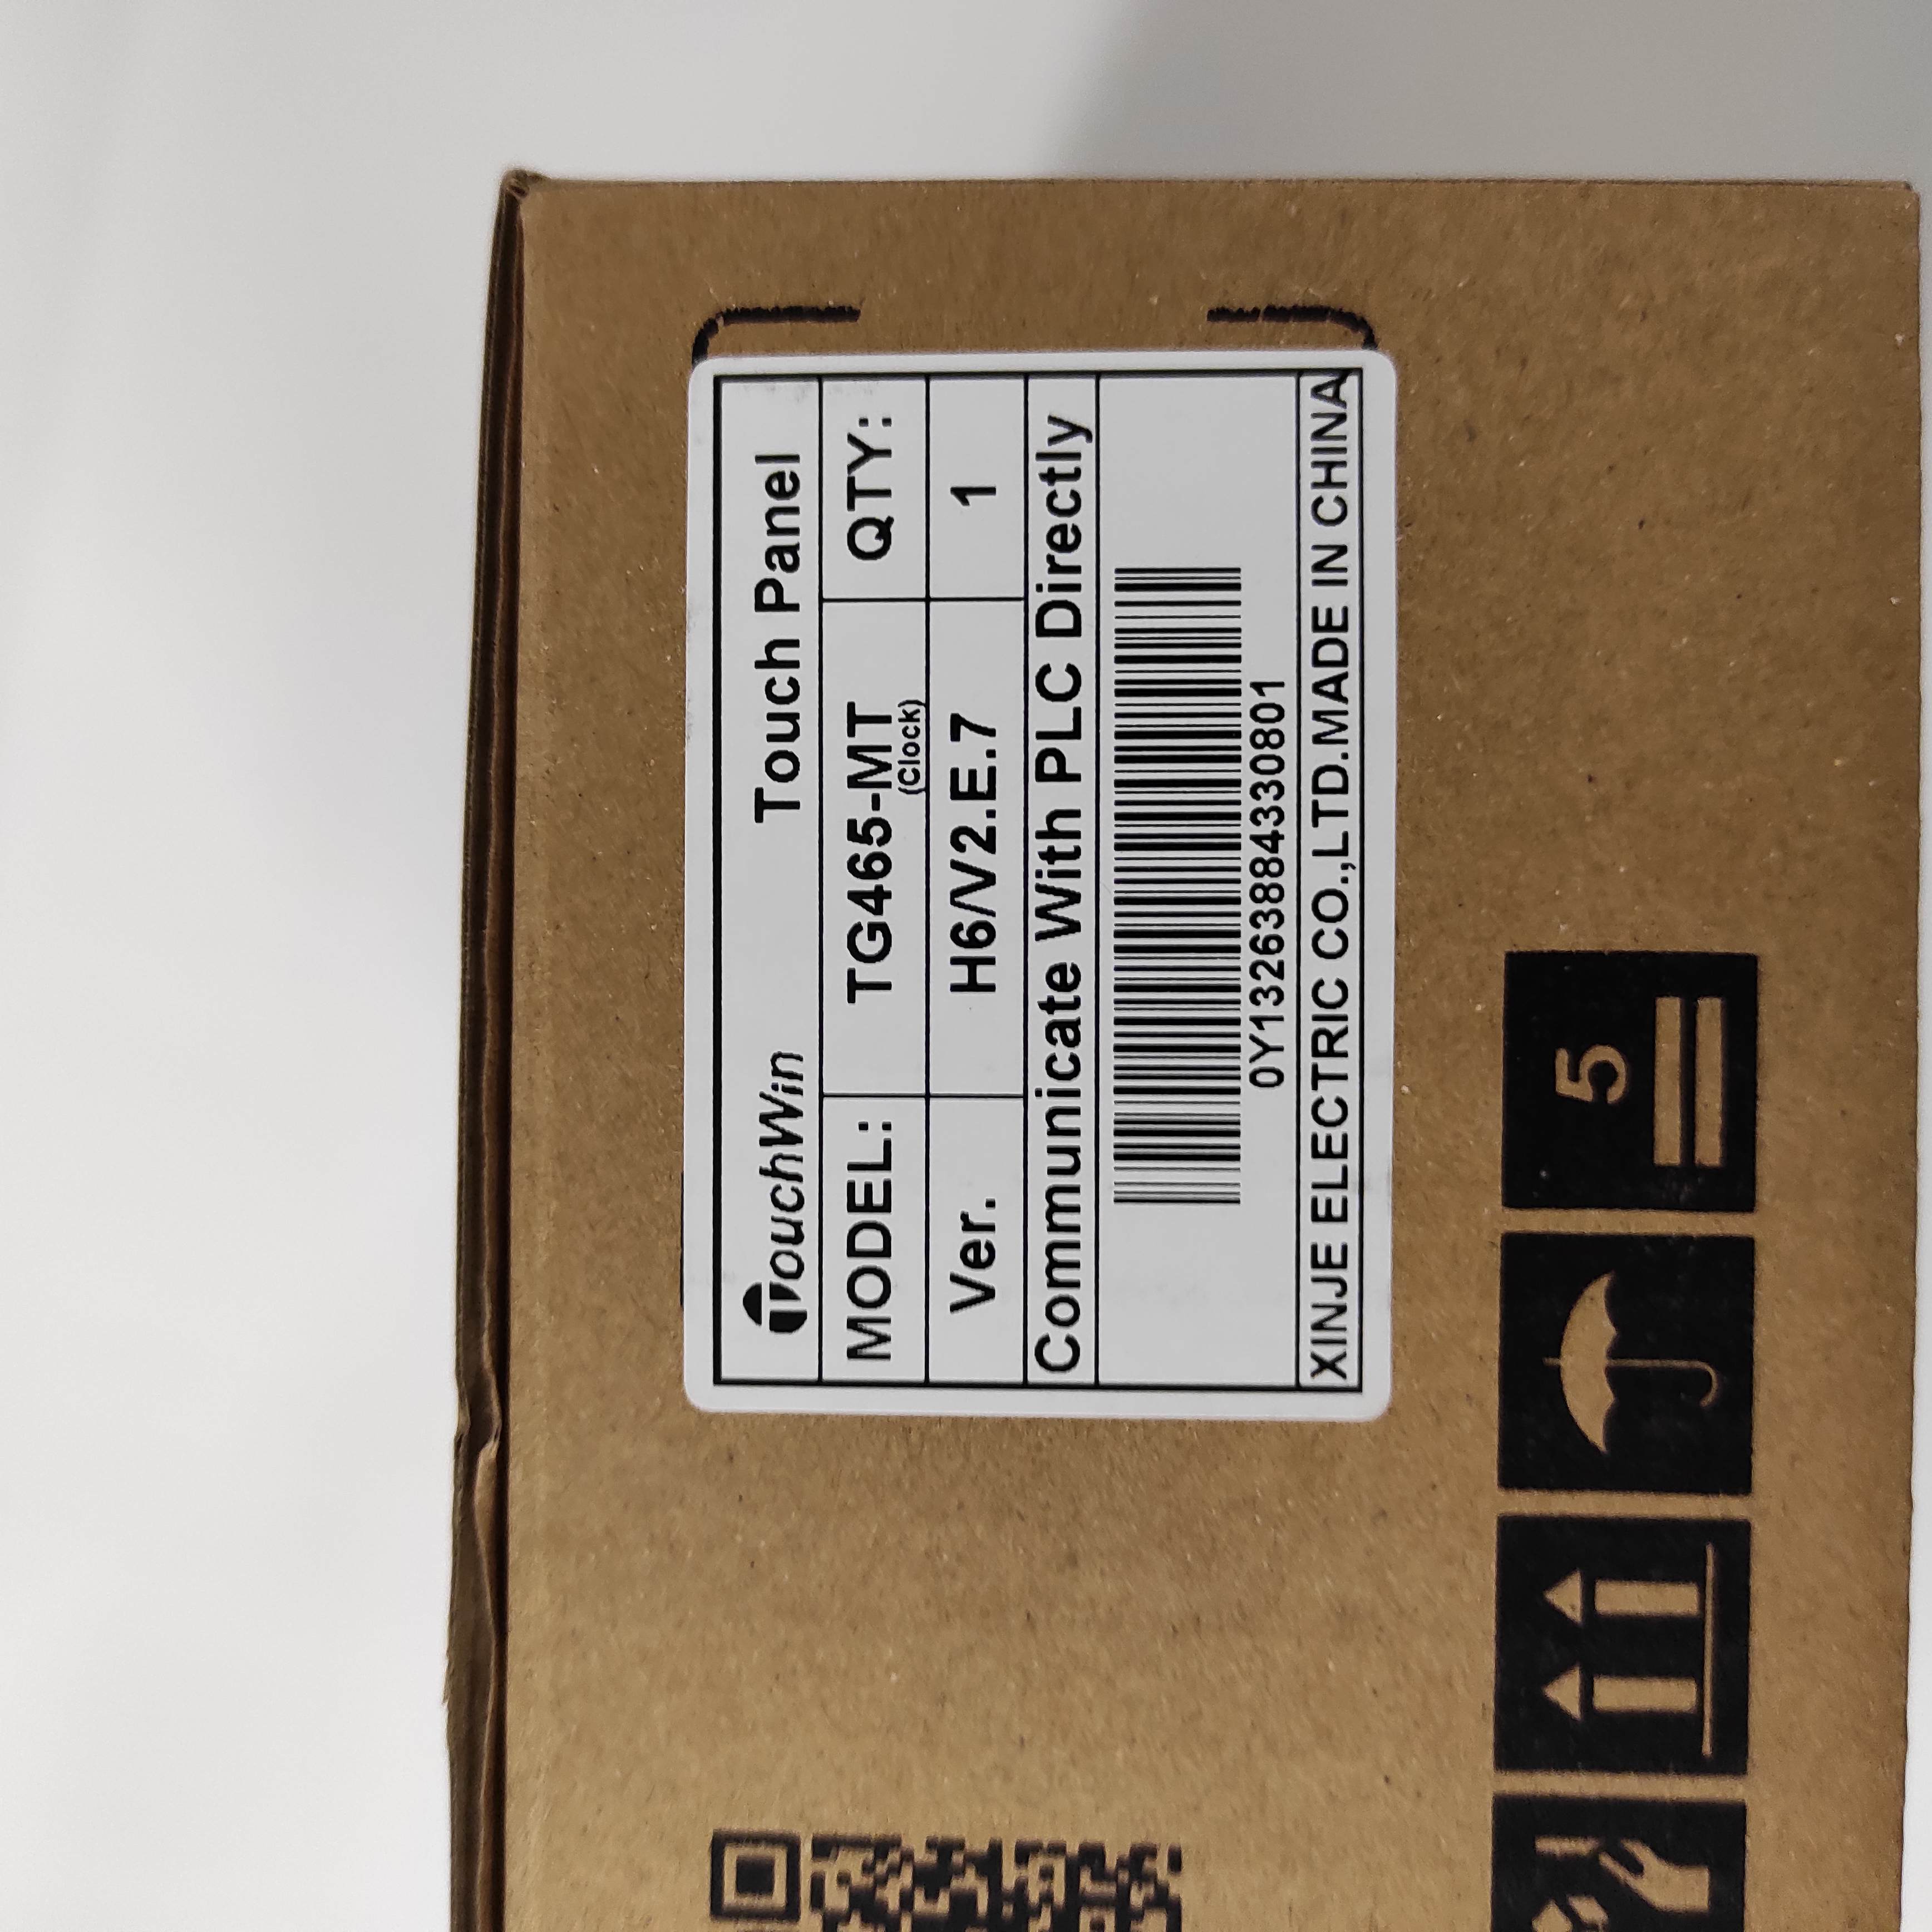 TouchWin Touch Panel
MODEL: TG465-MT QTY:
(Clock)
Ver. H6/V2.E.7 1
Communicate With PLC Directly
0Y13263884330801
XINJE ELECTRIC CO.,LTD.MADE IN CHINA
5